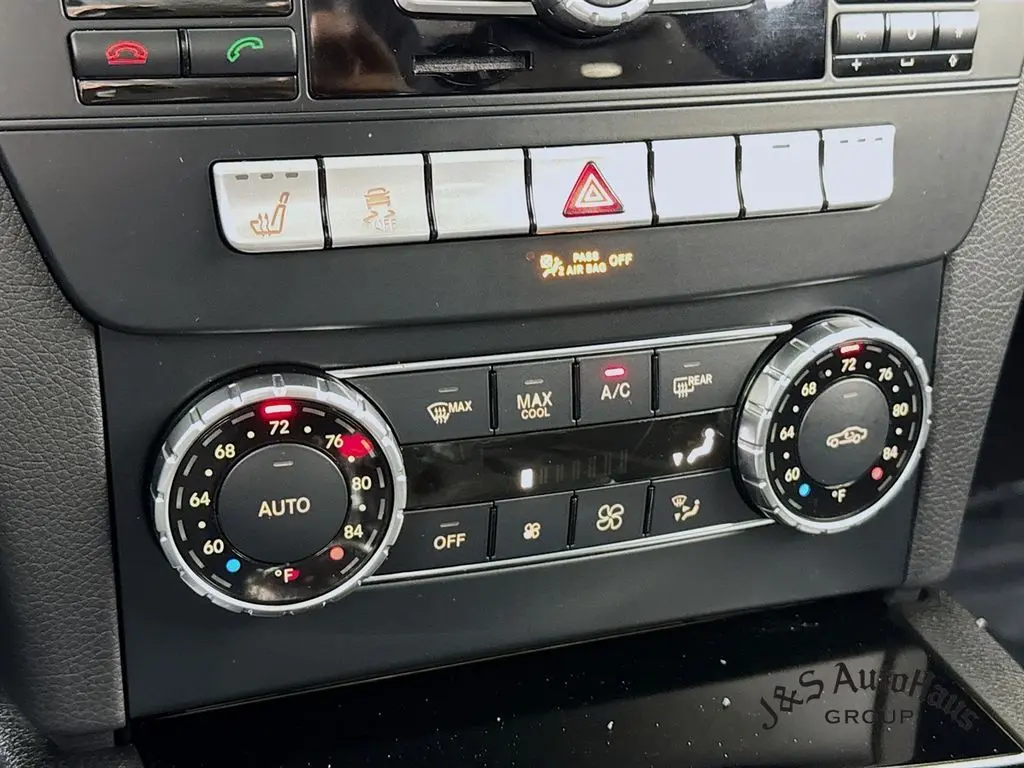 PASS
2 AIR BAG OFF
MAX
MAX
COOL
A/C
REAR
60 64 68 72 76 80 84
°F
AUTO
60 64 68 72 76 80 84
°F
OFF
J&S AutoHaus
GROUP